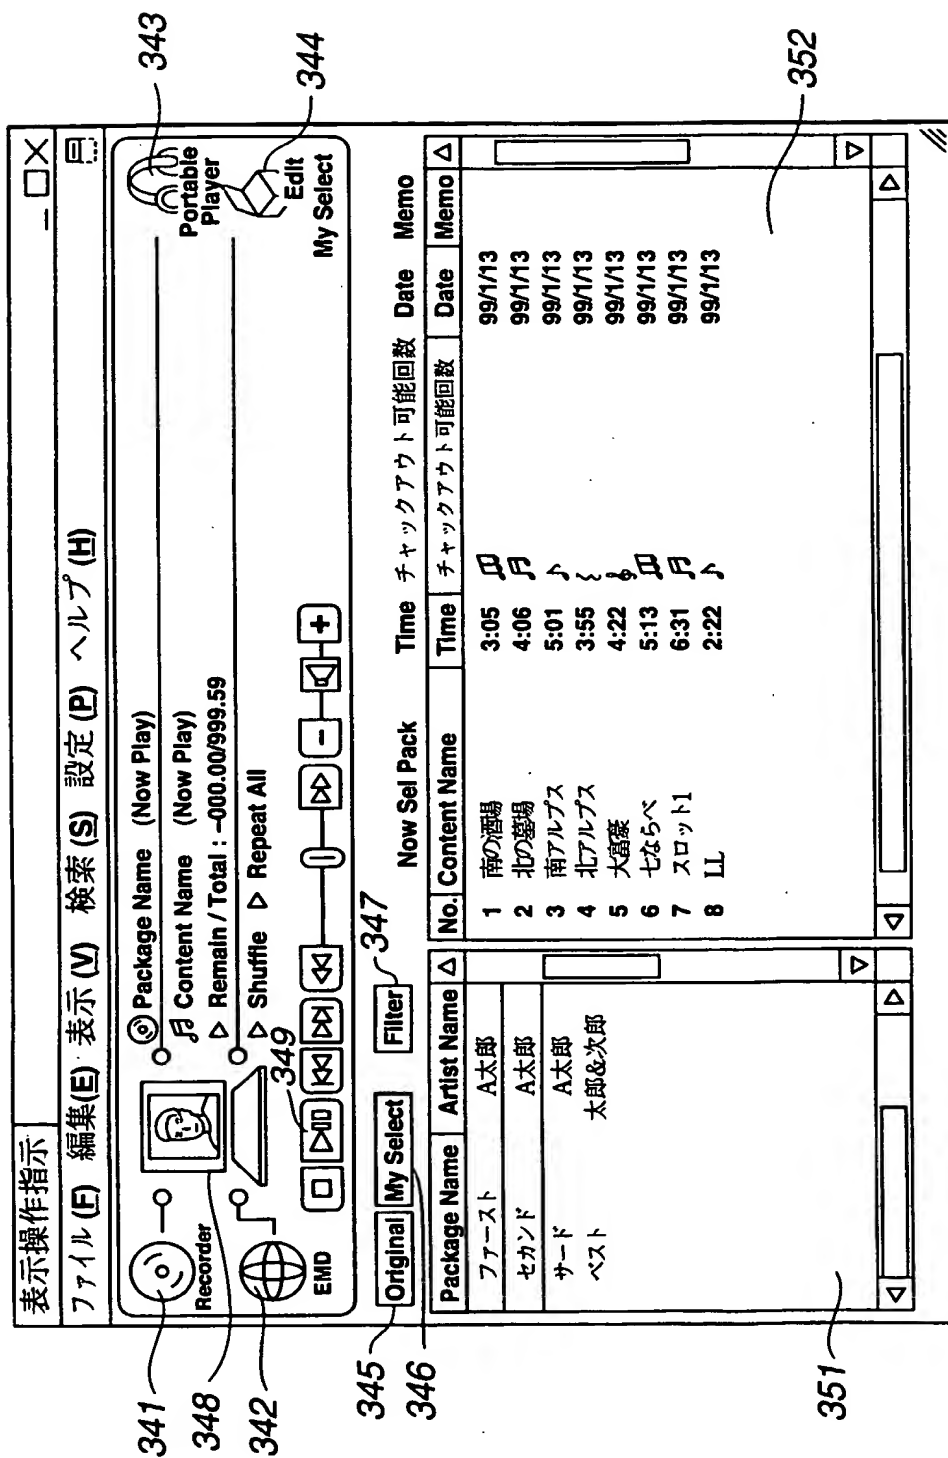 表示操作指示
ファイル (F) 編集(E) 表示 (V) 検索 (S) 設定 (P) ヘルプ (H)
341
348
342
343
344
Recorder
EMD
Package Name (Now Play)
Content Name (Now Play)
Remain / Total : –000.00/999.59
Shuffle Repeat All
Portable
Player
Edit
My Select
349
345
346
347
Original My Select Filter
Now Sel Pack Time チャックアウト可能回数 Date Memo
Package Name Artist Name
ファースト A太郎
セカンド A太郎
サード A太郎
ベスト 太郎&次郎
351
No. Content Name Time チャックアウト可能回数 Date Memo
1 南の酒場 3:05 99/1/13
2 北の墓場 4:06 99/1/13
3 南アルプス 5:01 99/1/13
4 北アルプス 3:55 99/1/13
5 大富豪 4:22 99/1/13
6 七ならべ 5:13 99/1/13
7 スロット1 6:31 99/1/13
8 LL 2:22 99/1/13
352